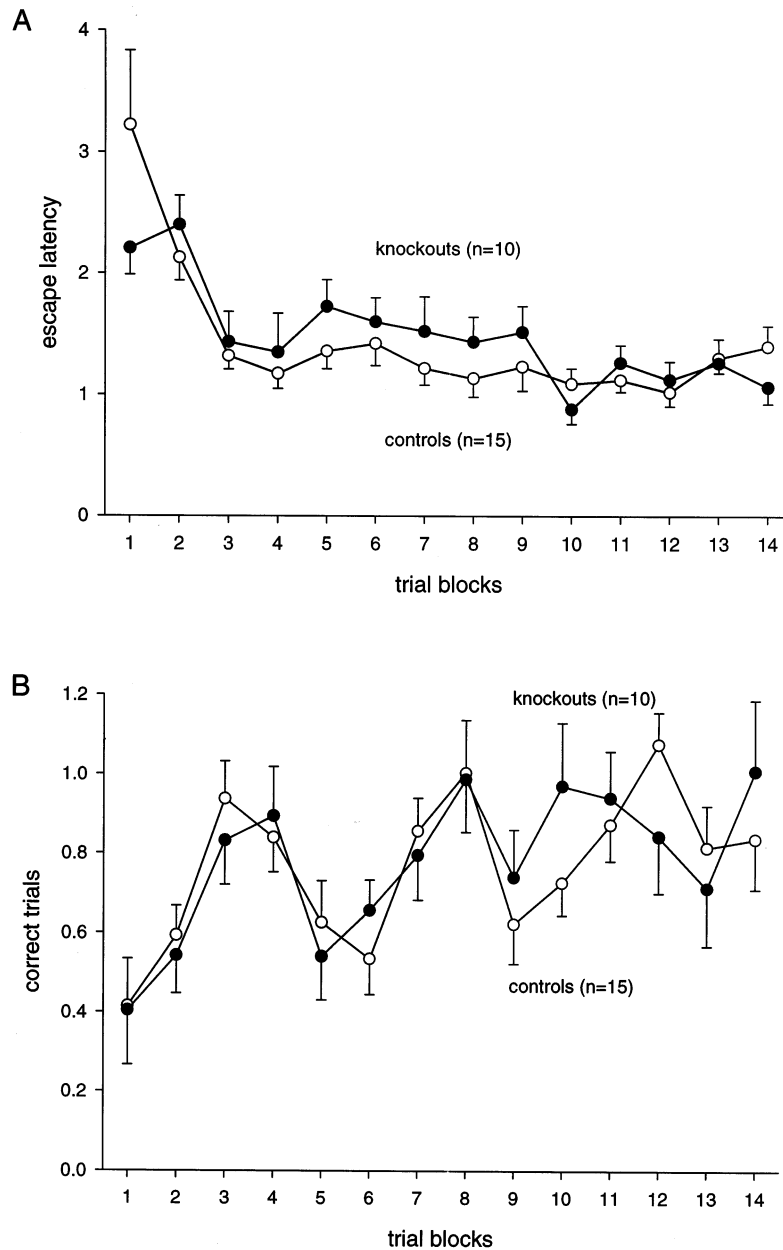 A
4
3
2
1
0
escape latency
knockouts (n=10)
controls (n=15)
1 2 3 4 5 6 7 8 9 10 11 12 13 14
trial blocks
B
1.2
1.0
0.8
0.6
0.4
0.2
0.0
correct trials
knockouts (n=10)
controls (n=15)
1 2 3 4 5 6 7 8 9 10 11 12 13 14
trial blocks